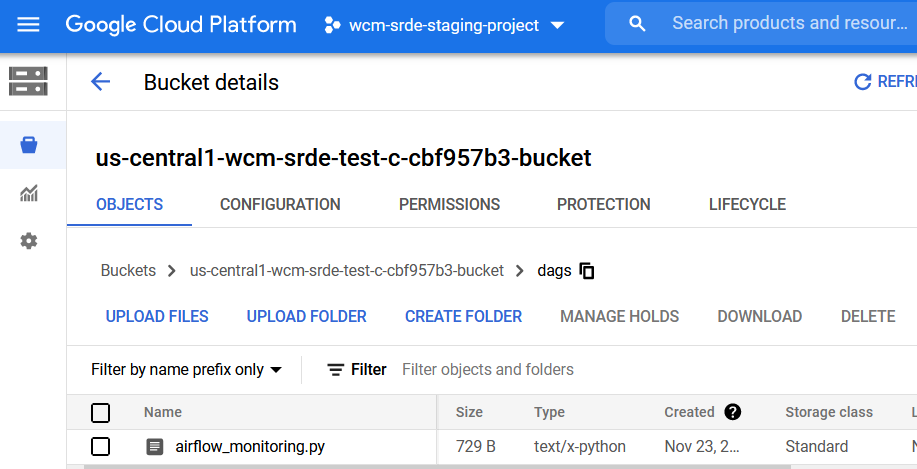 Google Cloud Platform wcm-srde-staging-project Search products and resour...
Bucket details
us-central1-wcm-srde-test-c-cbf957b3-bucket
OBJECTS CONFIGURATION PERMISSIONS PROTECTION LIFECYCLE
Buckets > us-central1-wcm-srde-test-c-cbf957b3-bucket > dags
UPLOAD FILES UPLOAD FOLDER CREATE FOLDER MANAGE HOLDS DOWNLOAD DELETE
Filter by name prefix only Filter Filter objects and folders
Name Size Type Created ? Storage class
airflow_monitoring.py 729 B text/x-python Nov 23, 2... Standard